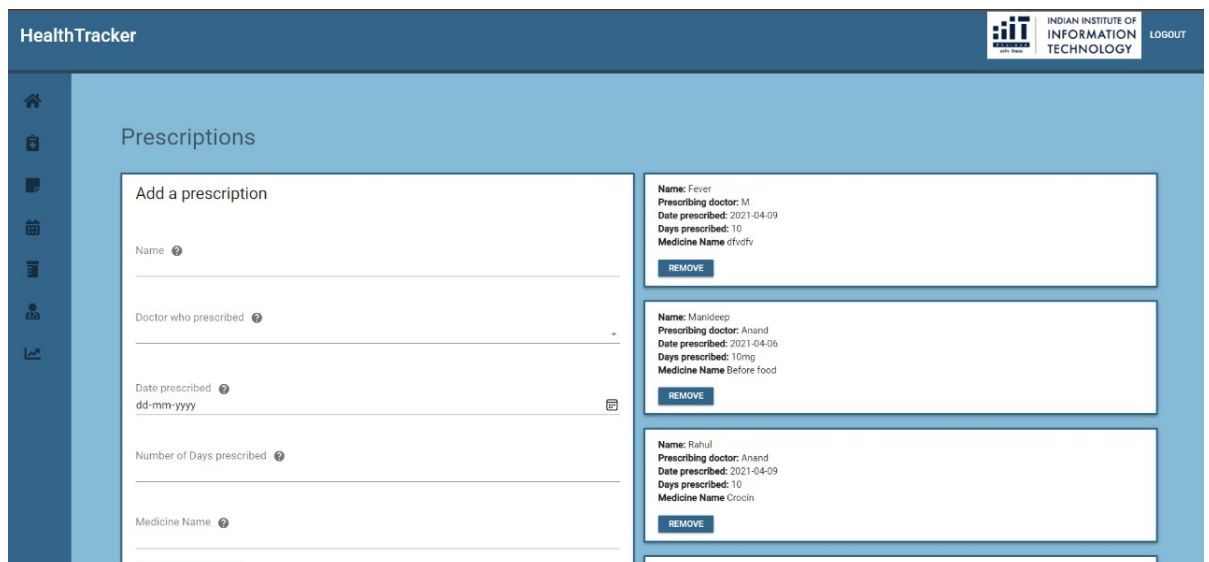 HealthTracker
INDIAN INSTITUTE OF
INFORMATION
TECHNOLOGY
LOGOUT
Prescriptions
Add a prescription
Name
Doctor who prescribed
Date prescribed
dd-mm-yyyy
Number of Days prescribed
Medicine Name
Name: Fever
Prescribing doctor: M
Date prescribed: 2021-04-09
Days prescribed: 10
Medicine Name dfvdfv
REMOVE
Name: Manideep
Prescribing doctor: Anand
Date prescribed: 2021-04-06
Days prescribed: 10mg
Medicine Name Before food
REMOVE
Name: Rahul
Prescribing doctor: Anand
Date prescribed: 2021-04-09
Days prescribed: 10
Medicine Name Crocin
REMOVE